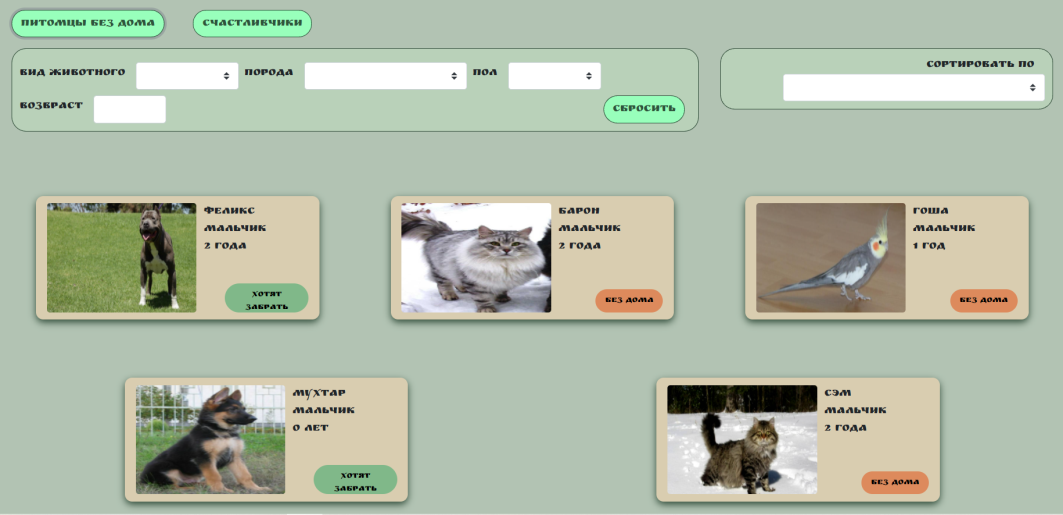 ПИТОМЦЫ БЕЗ ДОМА СЧАСТЛИВЧИКИ
ВИД ЖИВОТНОГО ПОРОДА ПОЛ
ВОЗВРАСТ СБРОСИТЬ
СОРТИРОВАТЬ ПО
ФЕЛИКС
МАЛЬЧИК
2 ГОДА
ХОТЯТ
ЗАБРАТЬ
БАРОН
МАЛЬЧИК
2 ГОДА
БЕЗ ДОМА
ГОША
МАЛЬЧИК
1 ГОД
БЕЗ ДОМА
МУХТАР
МАЛЬЧИК
0 ЛЕТ
ХОТЯТ
ЗАБРАТЬ
СЭМ
МАЛЬЧИК
2 ГОДА
БЕЗ ДОМА